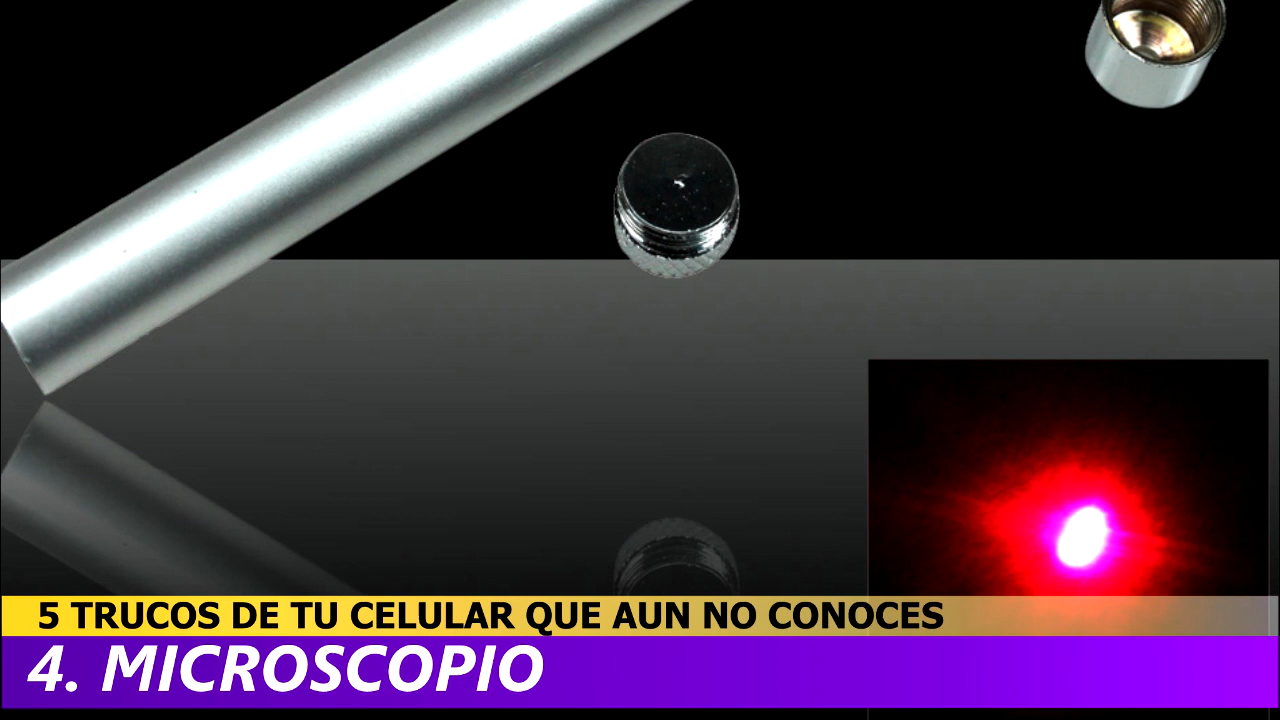 5 TRUCOS DE TU CELULAR QUE AUN NO CONOCES
4. MICROSCOPIO